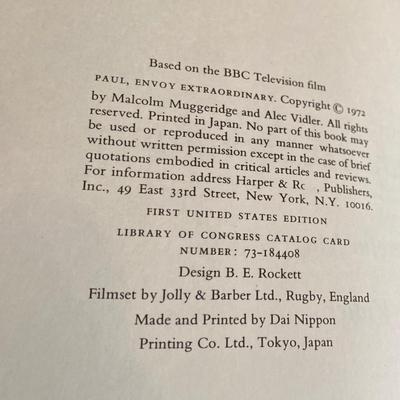 Based on the BBC Television film
PAUL, ENVOY EXTRAORDINARY. Copyright © 1972
by Malcolm Muggeridge and Alec Vidler. All rights
reserved. Printed in Japan. No part of this book may
be used or reproduced in any manner whatsoever
without written permission except in the case of brief
quotations embodied in critical articles and reviews.
For information address Harper & Publishers,
Inc., 49 East 33rd Street, New York, N.Y. 10016.
FIRST UNITED STATES EDITION
LIBRARY OF CONGRESS CATALOG CARD
NUMBER: 73-184408
Design B. E. Rockett
Filmset by Jolly & Barber Ltd., Rugby, England
Made and Printed by Dai Nippon
Printing Co. Ltd., Tokyo, Japan